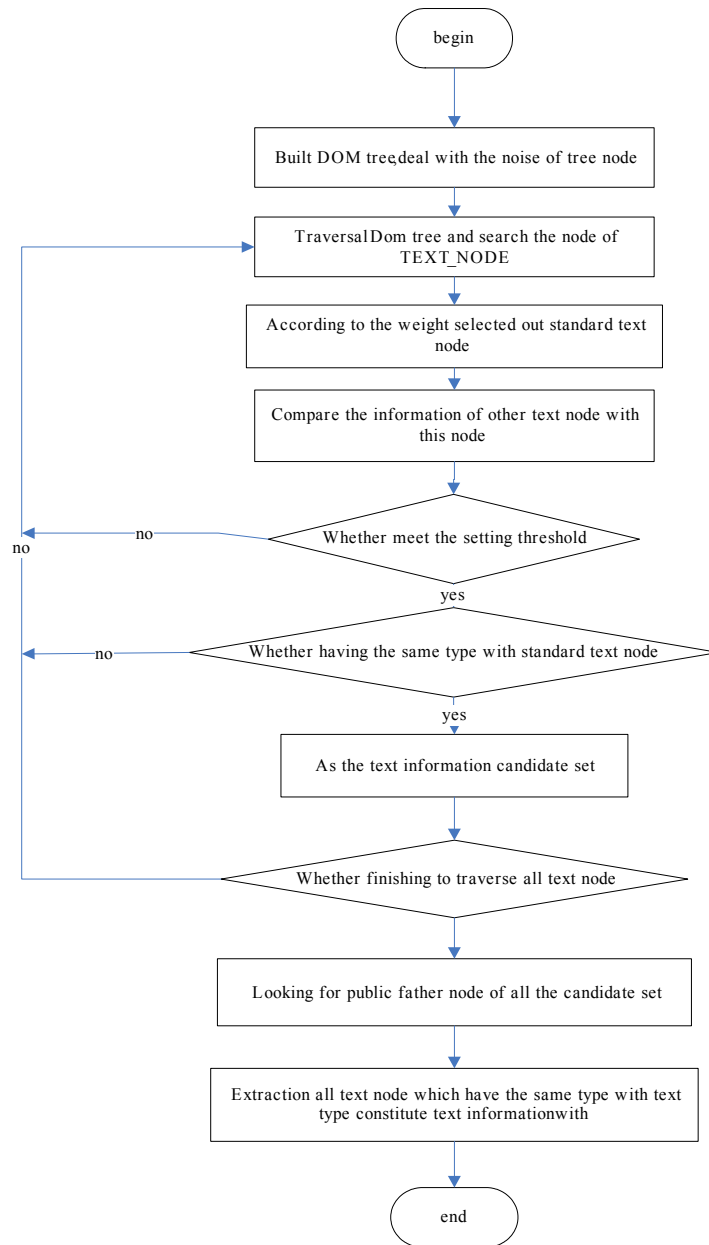 begin
Built DOM tree,deal with the noise of tree node
Traversal Dom tree and search the node of
TEXT_NODE
According to the weight selected out standard text
node
Compare the information of other text node with
this node
Whether meet the setting threshold
no
no
yes
Whether having the same type with standard text node
no
yes
As the text information candidate set
Whether finishing to traverse all text node
Looking for public father node of all the candidate set
Extraction all text node which have the same type with text
type constitute text informationwith
end